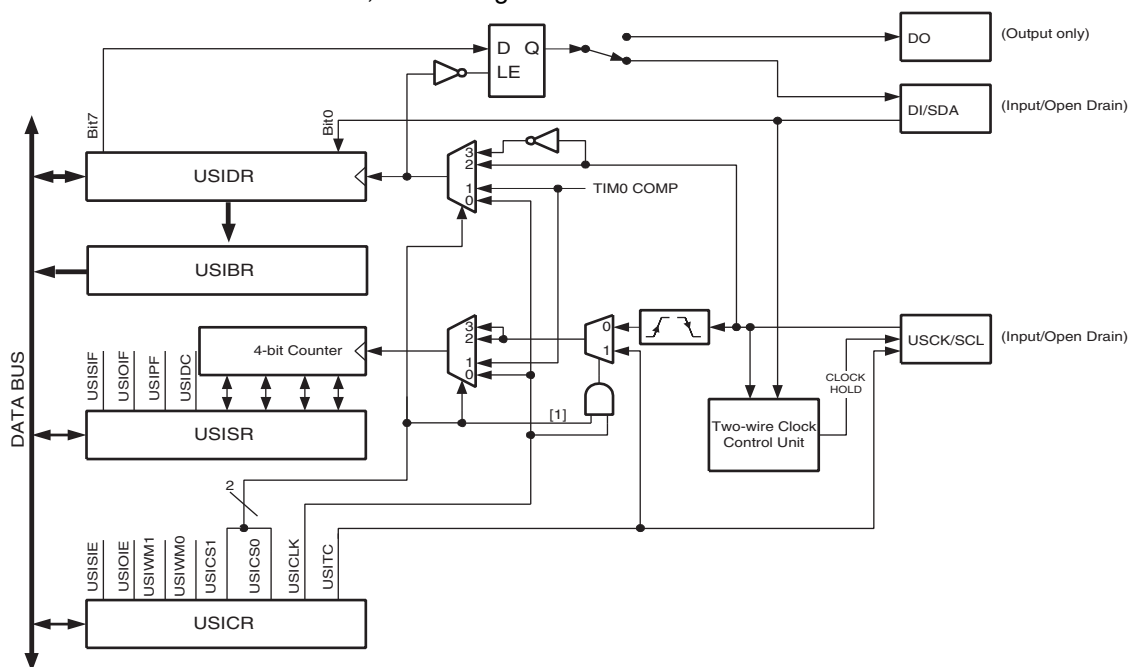 DO
(Output only)
D Q
LE
DI/SDA
(Input/Open Drain)
Bit7
Bit0
USIDR
3
2
1
0
TIM0 COMP
USIBR
DATA BUS
USISIF
USIOIF
USIPF
USIDC
4-bit Counter
3
2
1
0
0
1
USCK/SCL
(Input/Open Drain)
CLOCK
HOLD
[1]
USISR
Two-wire Clock
Control Unit
2
USISIE
USIOIE
USIWM1
USIWM0
USICS1
USICS0
USICLK
USITC
USICR